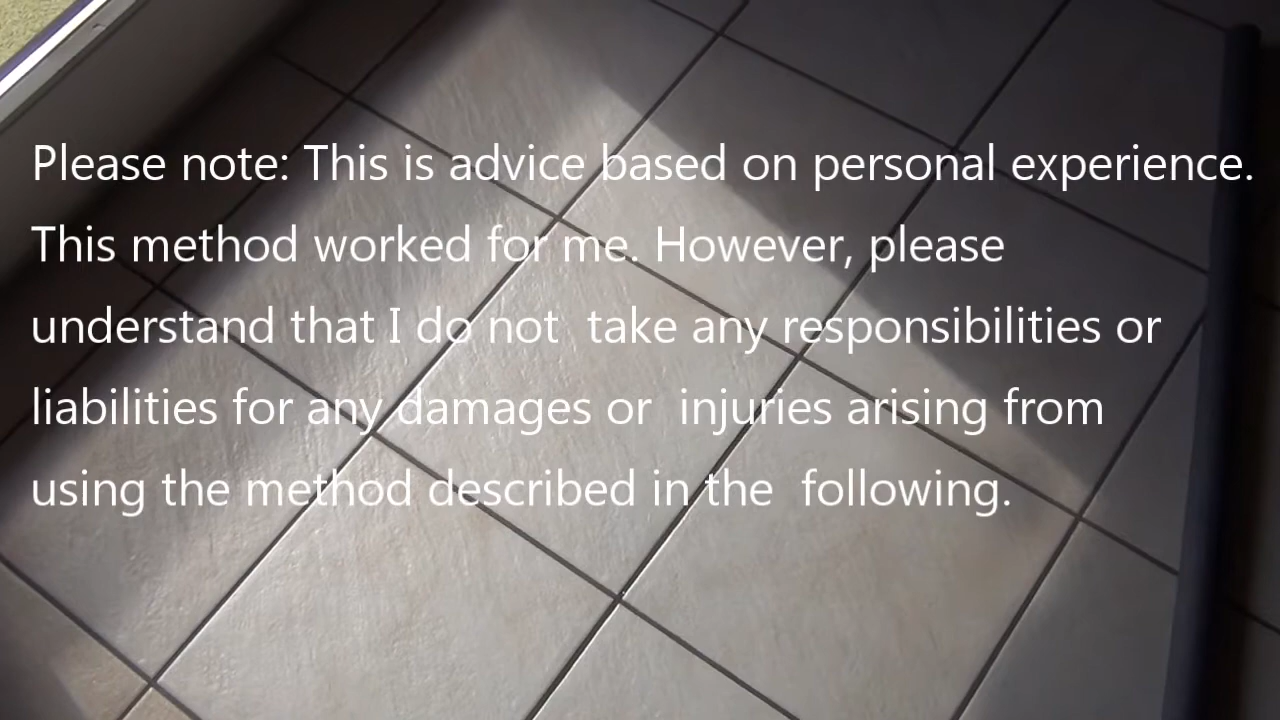 Please note: This is advice based on personal experience.
This method worked for me. However, please
understand that I do not  take any responsibilities or
liabilities for any damages or  injuries arising from
using the method described in the  following.